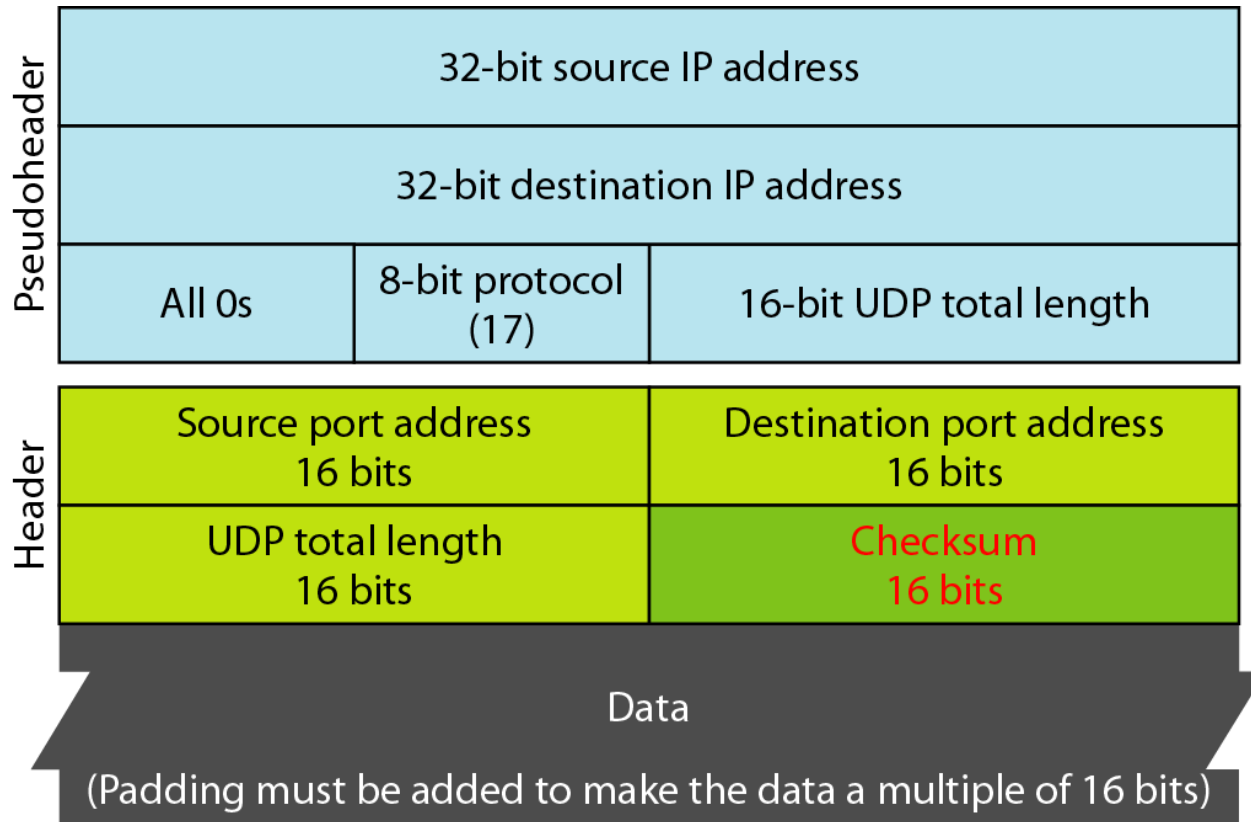 Pseudoheader
32-bit source IP address
32-bit destination IP address
All 0s
8-bit protocol
(17)
16-bit UDP total length
Header
Source port address
16 bits
Destination port address
16 bits
UDP total length
16 bits
Checksum
16 bits
Data
(Padding must be added to make the data a multiple of 16 bits)